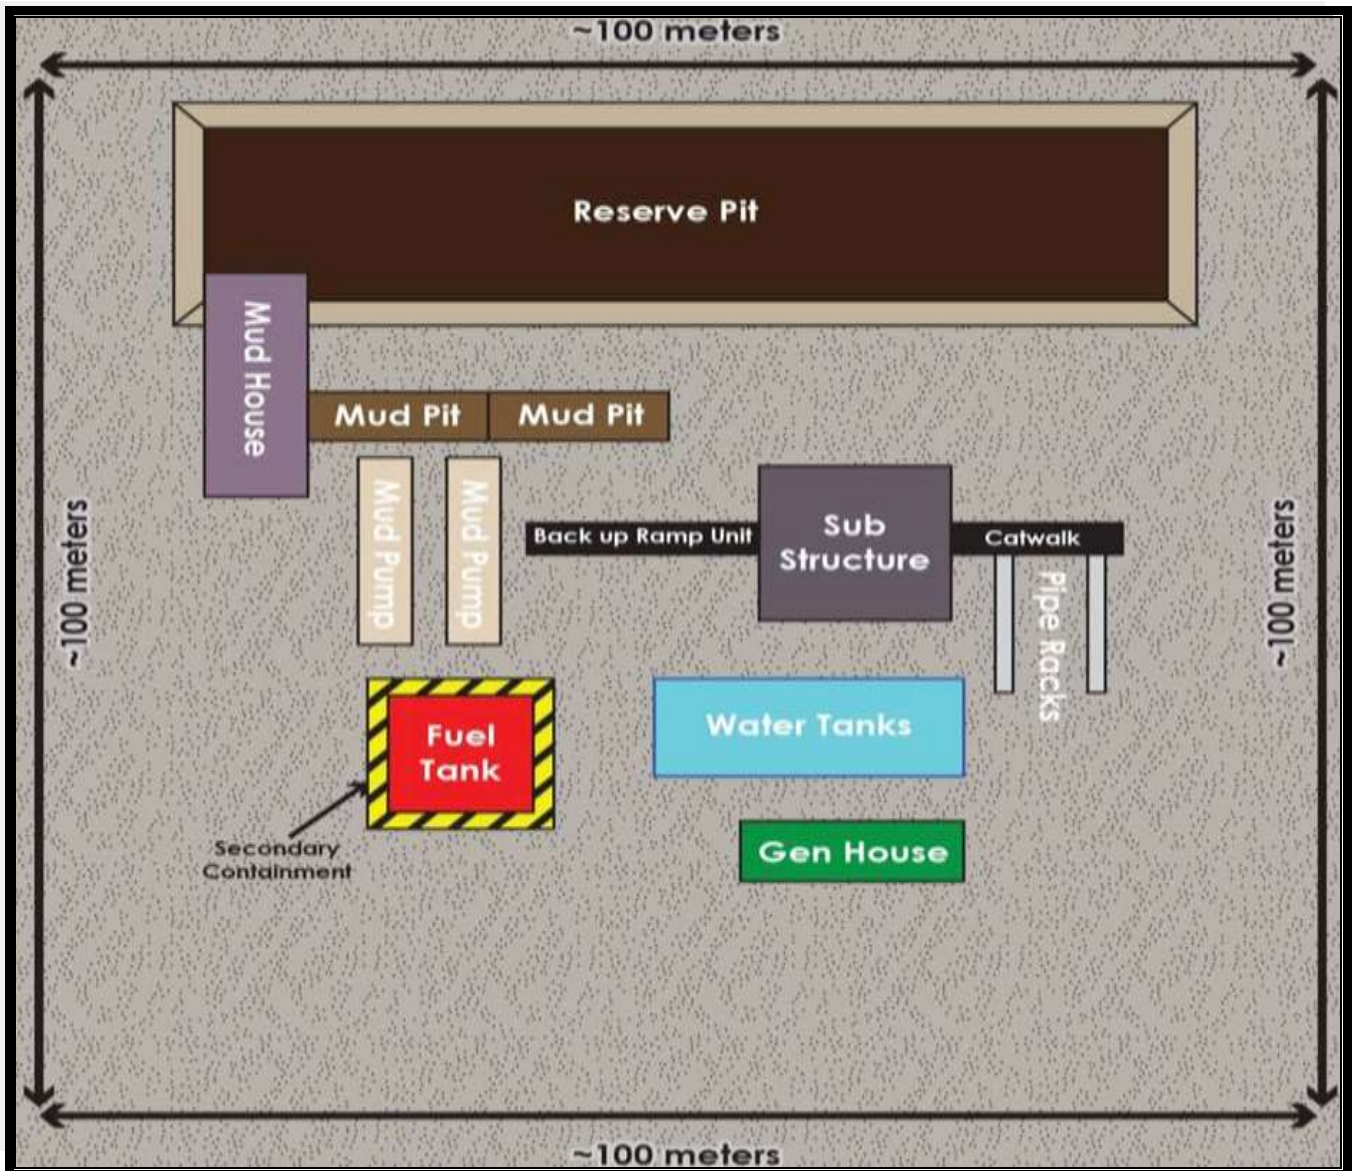 ~100 meters
Reserve Pit
Mud House
Mud Pit
Mud Pit
Mud Pump
Mud Pump
Back up Ramp Unit
Sub
Structure
Catwalk
Pipe Racks
~100 meters
~100 meters
Fuel
Tank
Water Tanks
Secondary
Containment
Gen House
~100 meters